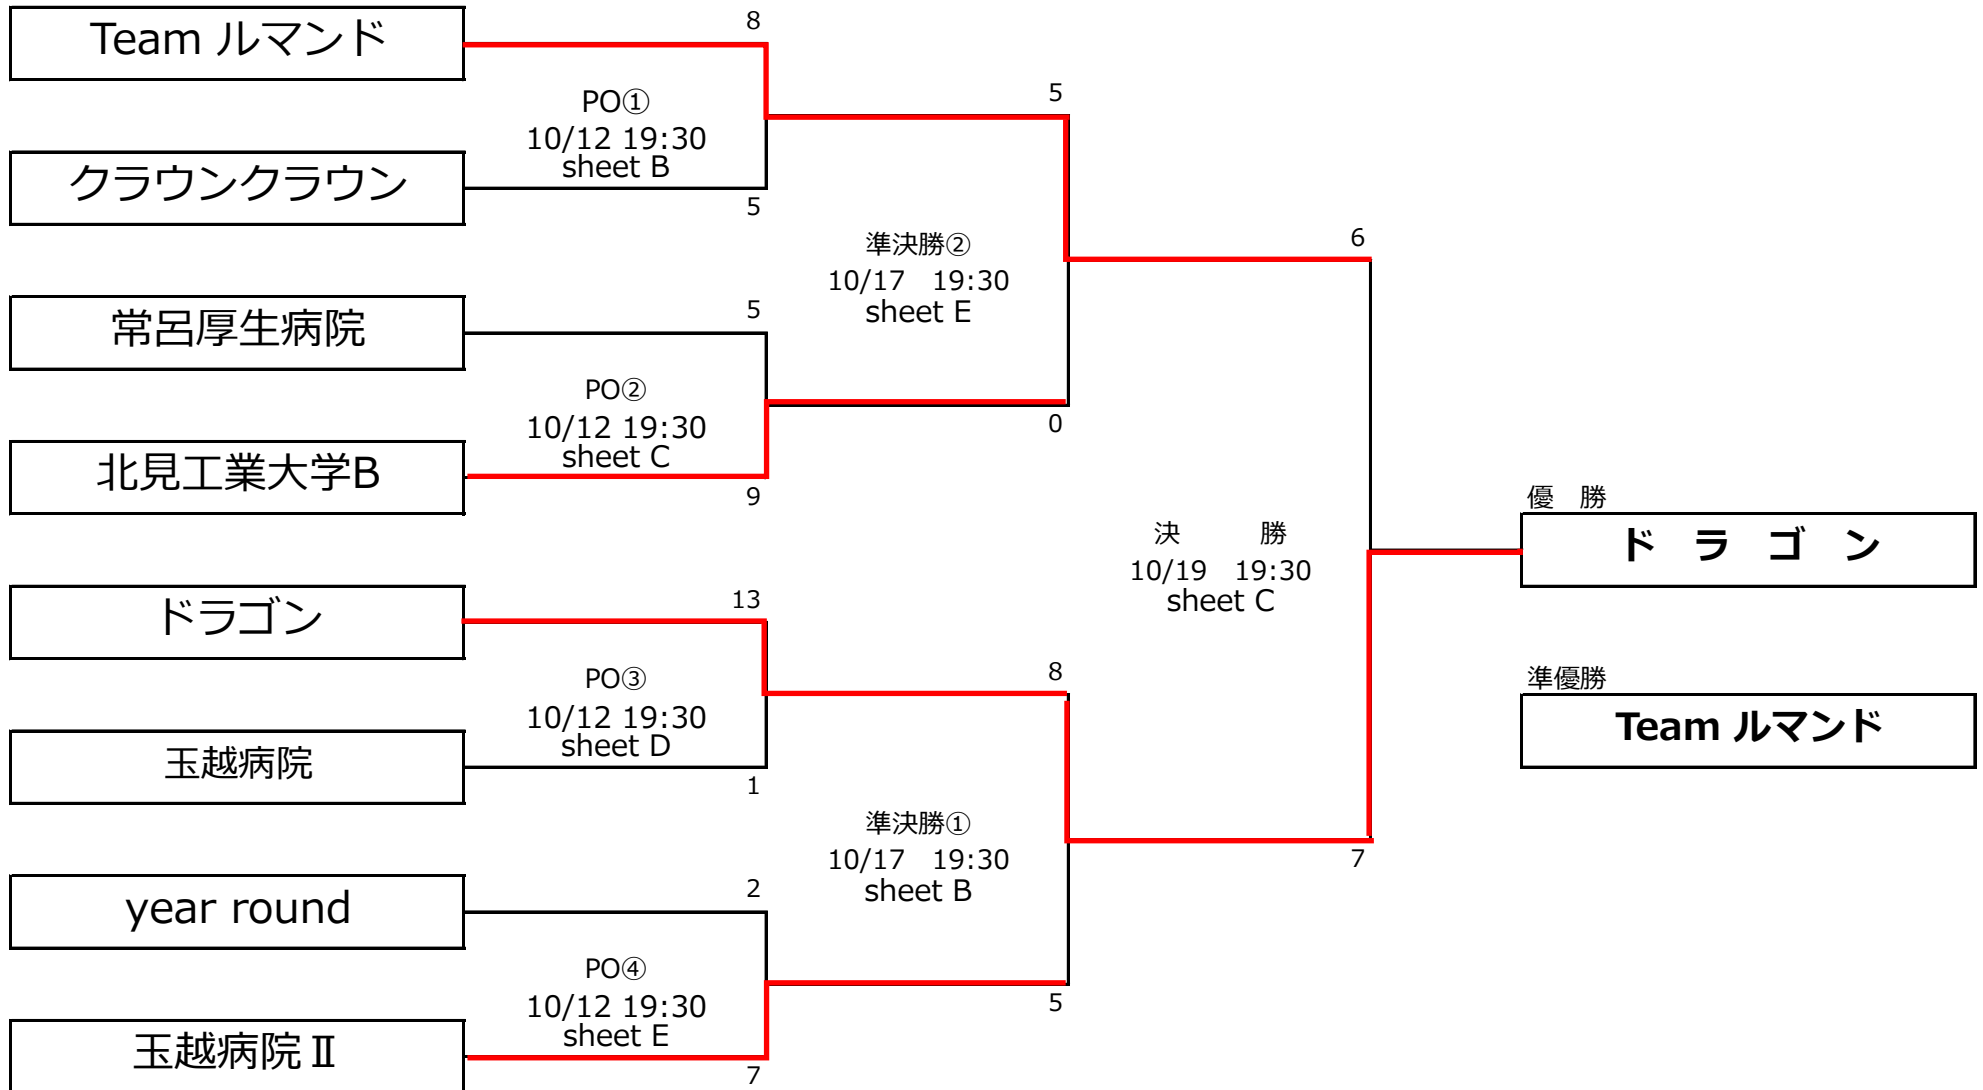 Team ルマンド
8
PO①
10/12 19:30
sheet B
クラウンクラウン
5
5
準決勝②
10/17　19:30
sheet E
常呂厚生病院
5
PO②
10/12 19:30
sheet C
北見工業大学B
9
0
6
決　　勝
10/19　19:30
sheet C
優　勝
ド　ラ　ゴ　ン
準優勝
Team ルマンド
ドラゴン
13
PO③
10/12 19:30
sheet D
玉越病院
1
8
準決勝①
10/17　19:30
sheet B
7
year round
2
PO④
10/12 19:30
sheet E
玉越病院Ⅱ
7
5